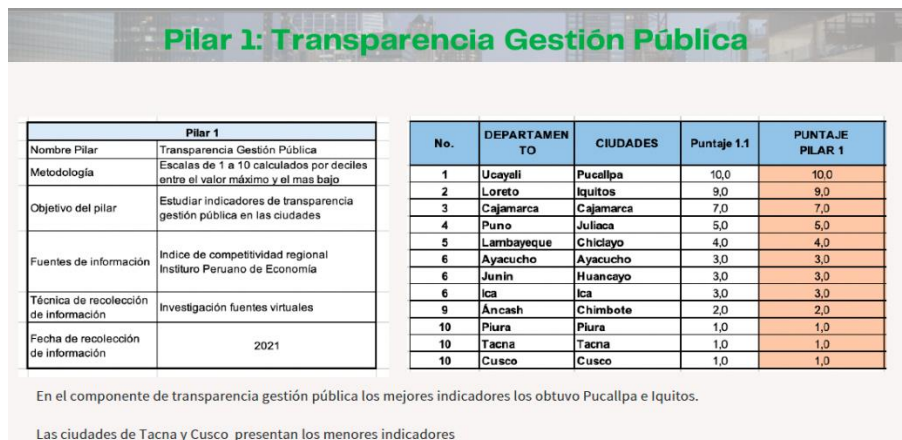 Pilar 1: Transparencia Gestión Pública
Pilar 1
Nombre Pilar Transparencia Gestión Pública
Metodología Escalas de 1 a 10 calculados por deciles
entre el valor máximo y el mas bajo
Objetivo del pilar Estudiar indicadores de transparencia
gestión pública en las ciudades
Fuentes de información Indice de competitividad regional
Instituro Peruano de Economía
Técnica de recolección
de información Investigación fuentes virtuales
Fecha de recolección
de información 2021
No. DEPARTAMEN
TO CIUDADES Puntaje 1.1 PUNTAJE
PILAR 1
1 Ucayali Pucallpa 10,0 10,0
2 Loreto Iquitos 9,0 9,0
3 Cajamarca Cajamarca 7,0 7,0
4 Puno Juliaca 5,0 5,0
5 Lambayeque Chiclayo 4,0 4,0
6 Ayacucho Ayacucho 3,0 3,0
6 Junin Huancayo 3,0 3,0
6 Ica Ica 3,0 3,0
9 Áncash Chimbote 2,0 2,0
10 Piura Piura 1,0 1,0
10 Tacna Tacna 1,0 1,0
10 Cusco Cusco 1,0 1,0
En el componente de transparencia gestión pública los mejores indicadores los obtuvo Pucallpa e Iquitos.
Las ciudades de Tacna y Cusco presentan los menores indicadores